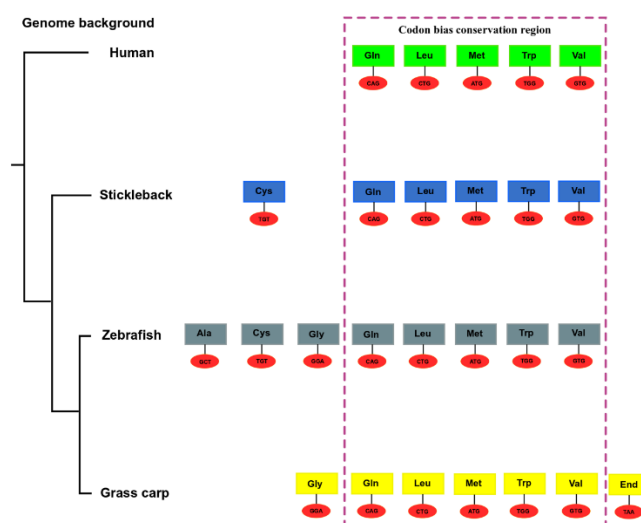 Genome background
Codon bias conservation region
Human
Gln Leu Met Trp Val
CAG CTG ATG TGG GTG
Stickleback
Cys Gln Leu Met Trp Val
TGT CAG CTG ATG TGG GTG
Zebrafish
Ala Cys Gly Gln Leu Met Trp Val
GCT TGT GGA CAG CTG ATG TGG GTG
Grass carp
Gly Gln Leu Met Trp Val End
GGA CAG CTG ATG TGG GTG TAA